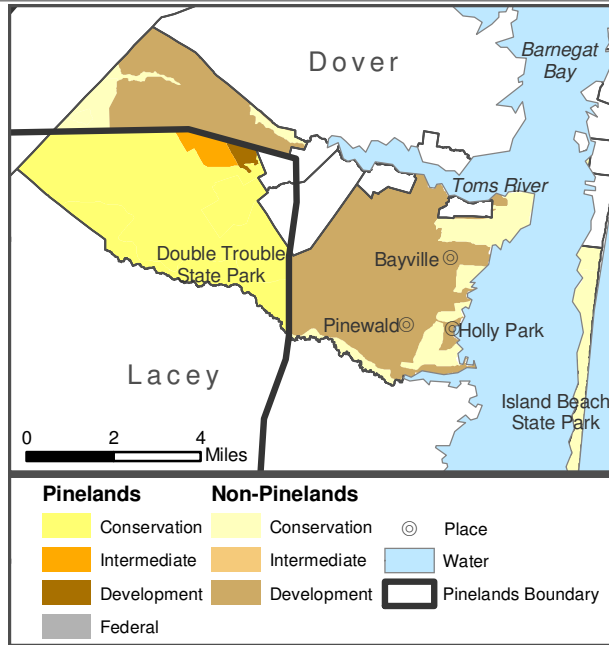 Dover
Barnegat
Bay
Toms River
Double Trouble
State Park
Bayville
Pinewald
Holly Park
Lacey
Island Beach
State Park
0 2 4
Miles
Pinelands Non-Pinelands
Conservation Conservation Place
Intermediate Intermediate Water
Development Development Pinelands Boundary
Federal